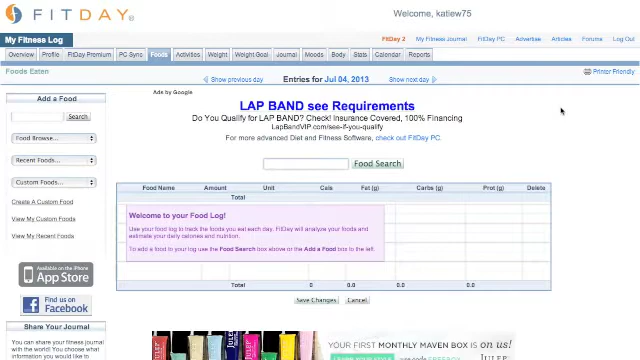 FITDAY
Welcome, katiew75
My Fitness Log
FitDay 2 My Fitness Journal FitDay PC Advertise Articles Forums Log Out
Overview Profile FitDay Premium PC Sync Foods Activities Weight Weight Goal Journal Moods Body Stats Calendar Reports
Foods Eaten
Show previous day Entries for Jul 04, 2013 Show next day
Printer Friendly
Ads by Google
Add a Food
Search
Food Browse...
Recent Foods...
Custom Foods...
Create A Custom Food
View My Custom Foods
View My Recent Foods
Available on the iPhone
App Store
Find us on
Facebook
Share Your Journal
You can share your fitness
journal with the world. You
choose what information
you would like to
LAP BAND see Requirements
Do You Qualify for LAP BAND? Check! Insurance Covered, 100% Financing
LapBandVIP.com/see-if-you-qualify
For more advanced Diet and Fitness Software, check out FitDay PC.
Food Search
Food Name Amount Unit Cals Fat (g) Carbs (g) Prot (g) Delete
Total
Welcome to your Food Log!
Use your food log to track the foods you eat each day. FitDay will analyze your foods and
estimate your daily calories and nutrition.
To add a food to your log use the Food Search box above or the Add a Food box to the left.
Total 0 0.0 0.0 0.0
Save Changes Cancel
YOUR FIRST MONTHLY MAVEN BOX is on us!
JULEP